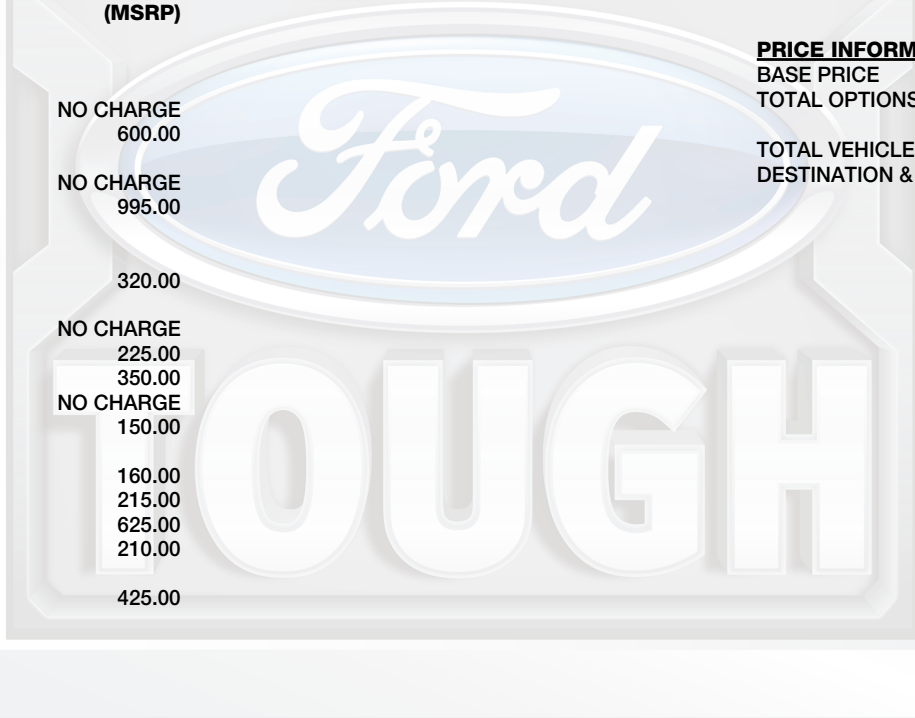 (MSRP)
NO CHARGE
600.00
NO CHARGE
995.00
320.00
NO CHARGE
225.00
350.00
NO CHARGE
150.00
160.00
215.00
625.00
210.00
425.00
PRICE INFORM
BASE PRICE
TOTAL OPTIONS
TOTAL VEHICLE
DESTINATION &
Ford
TOUGH